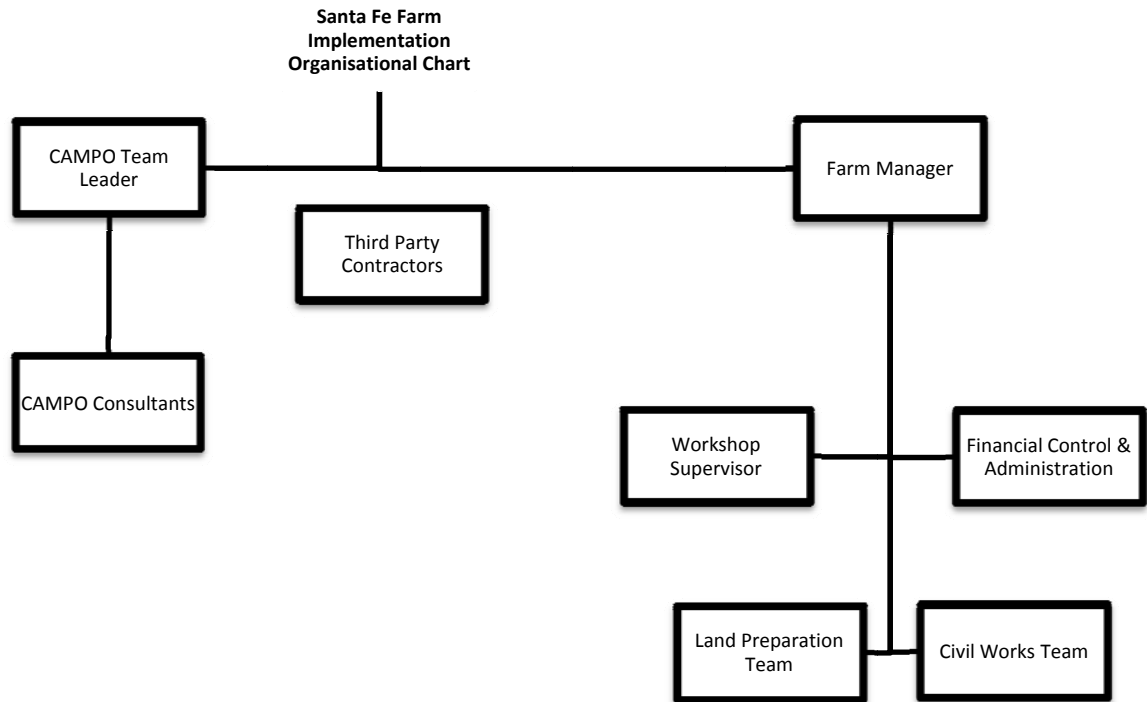 Santa Fe Farm
Implementation
Organisational Chart
CAMPO Team
Leader
Farm Manager
Third Party
Contractors
CAMPO Consultants
Workshop
Supervisor
Financial Control &
Administration
Land Preparation
Team
Civil Works Team